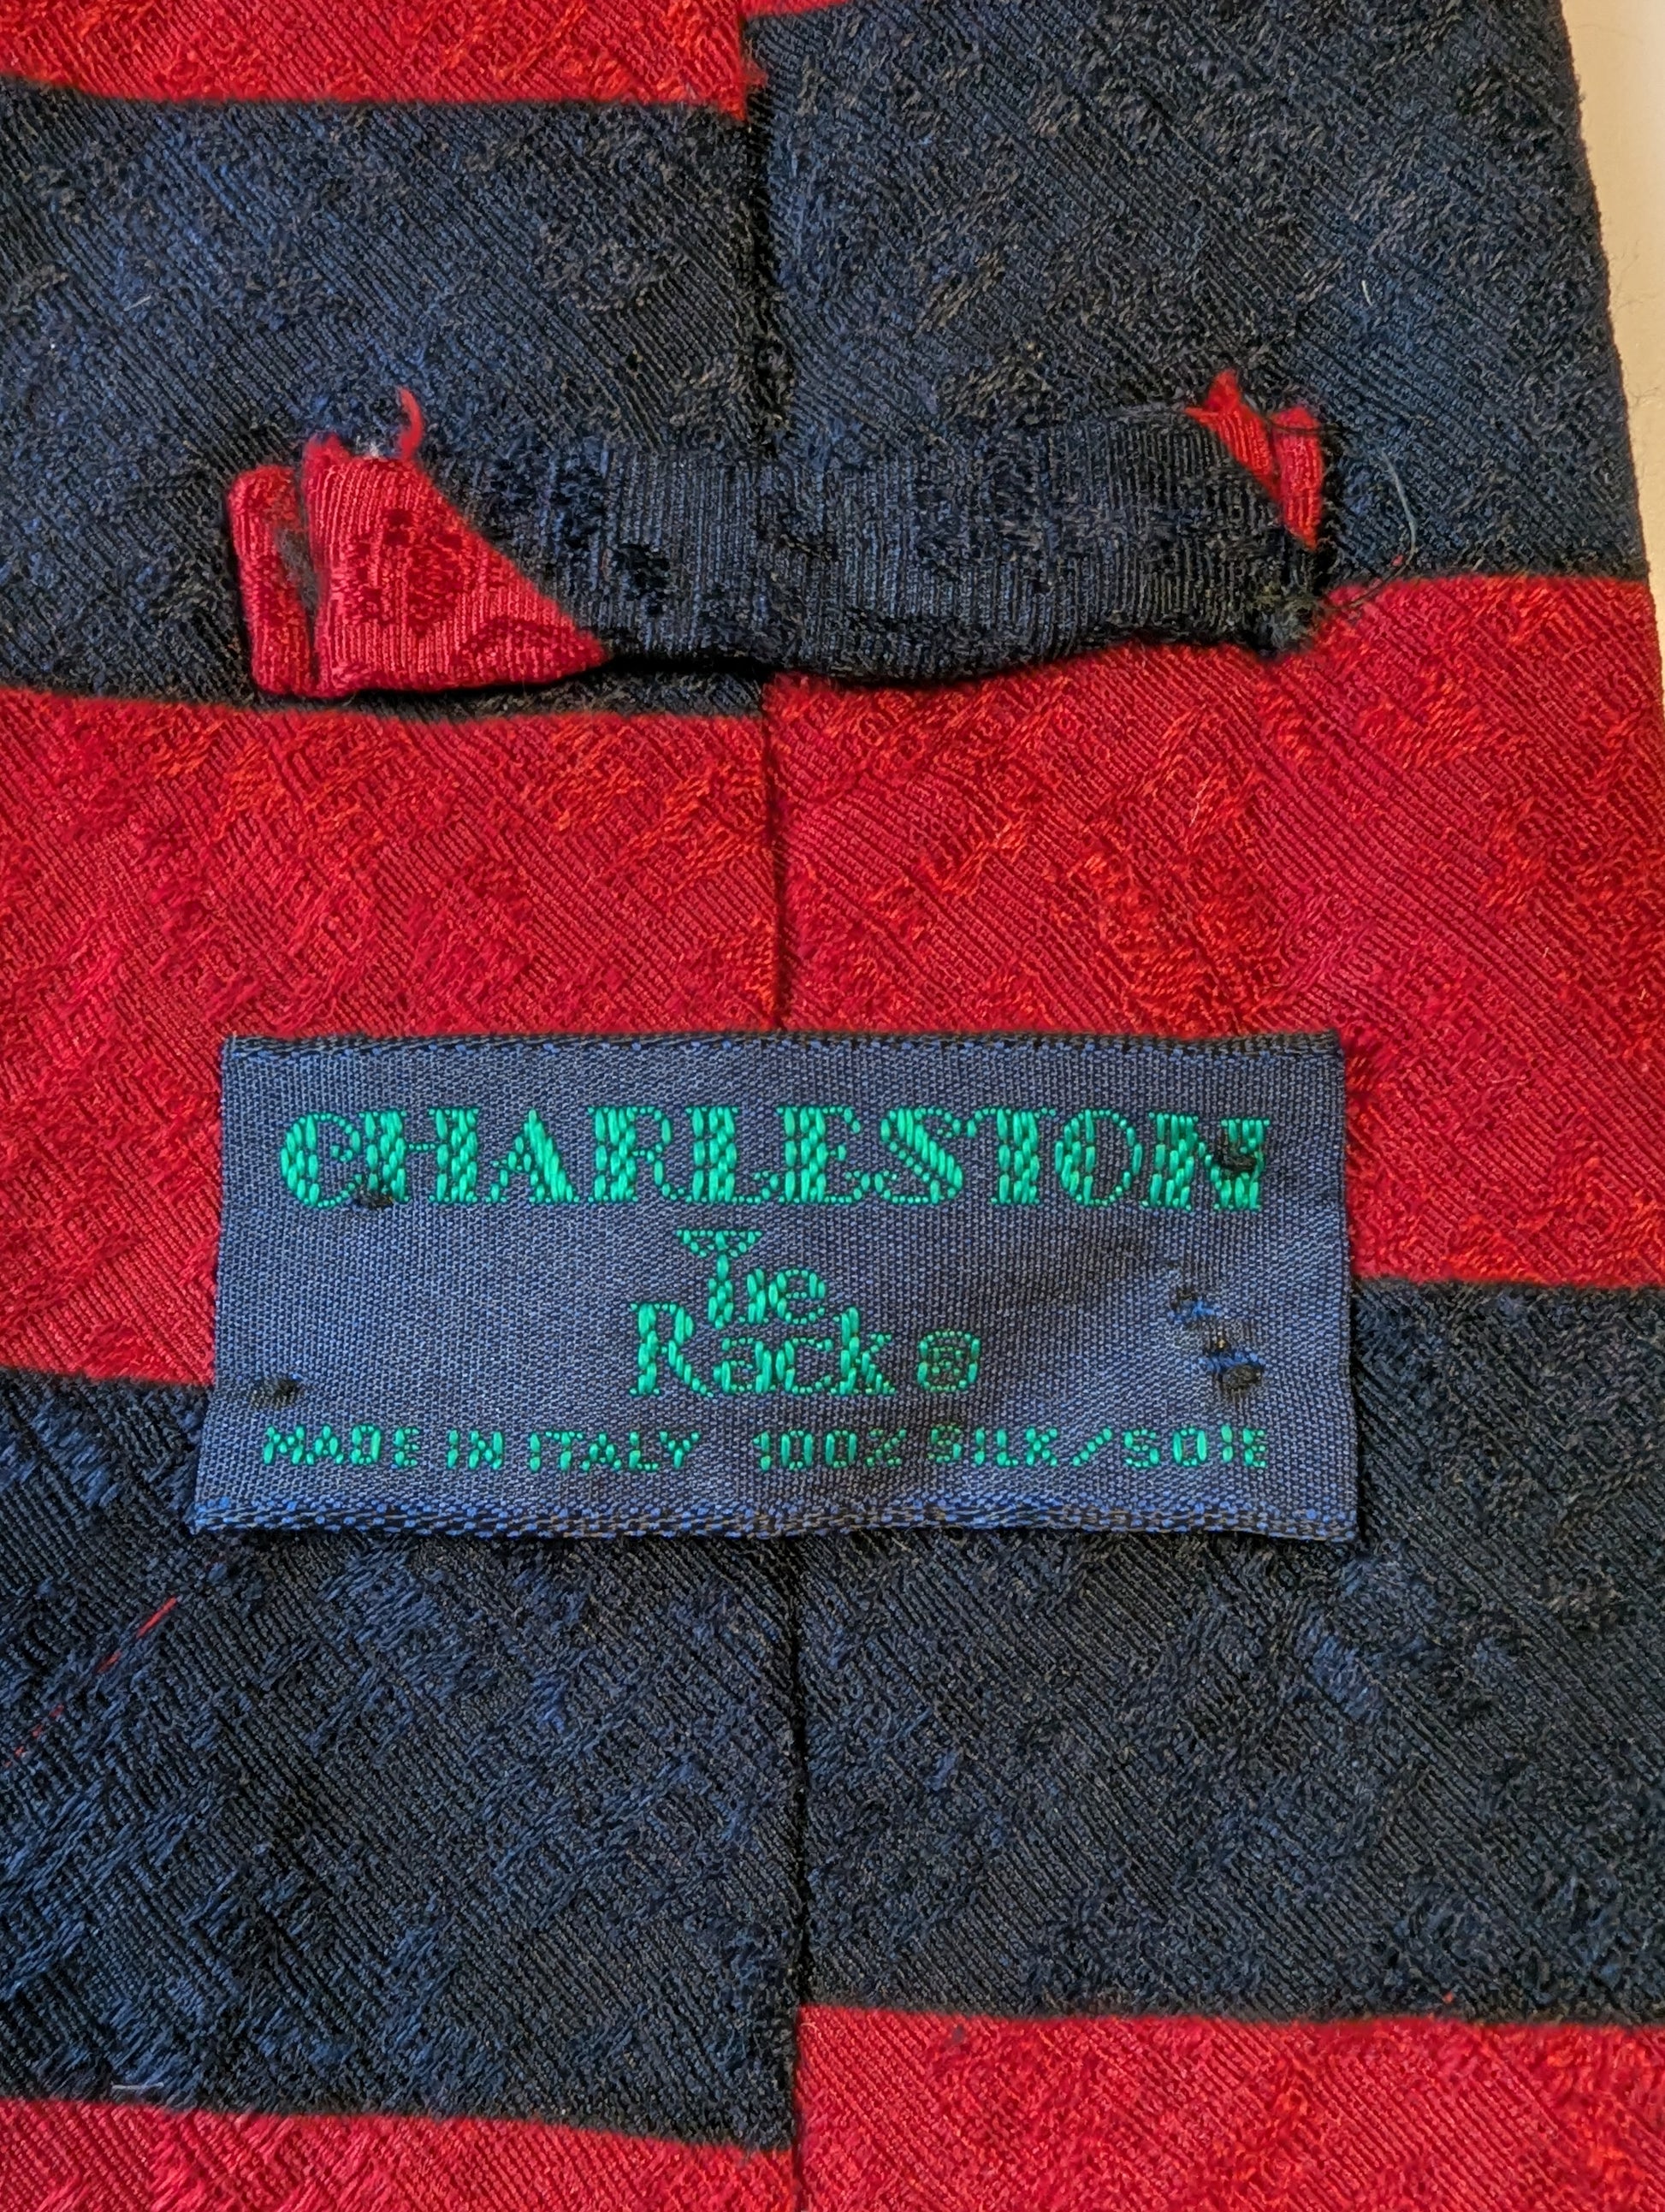 CHARLESTON
Tie
Rack ®
MADE IN ITALY 100% SILK/SOIE